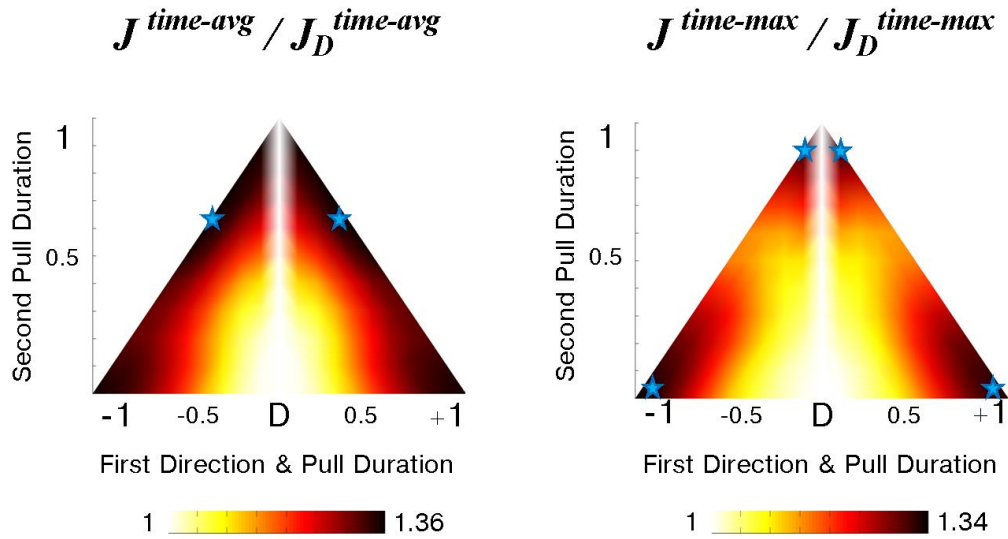 J time-avg / J_D time-avg
1
0.5
Second Pull Duration
-1 -0.5 D 0.5 +1
First Direction & Pull Duration
1 1.36
J time-max / J_D time-max
1
0.5
Second Pull Duration
-1 -0.5 D 0.5 +1
First Direction & Pull Duration
1 1.34